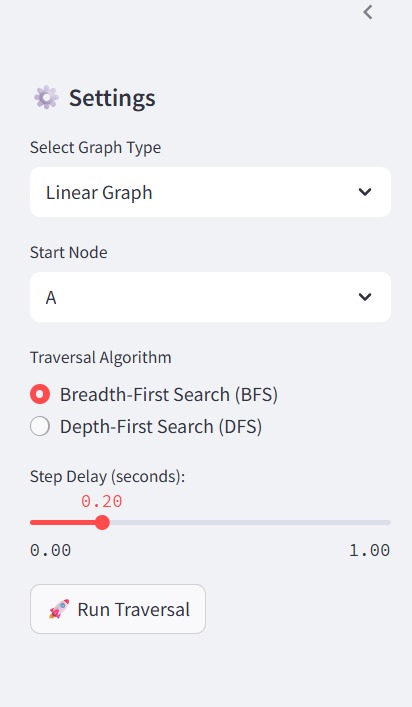 ⚙️ Settings
Select Graph Type
Linear Graph
Start Node
A
Traversal Algorithm
Breadth-First Search (BFS)
Depth-First Search (DFS)
Step Delay (seconds):
0.20
0.00 1.00
🚀 Run Traversal